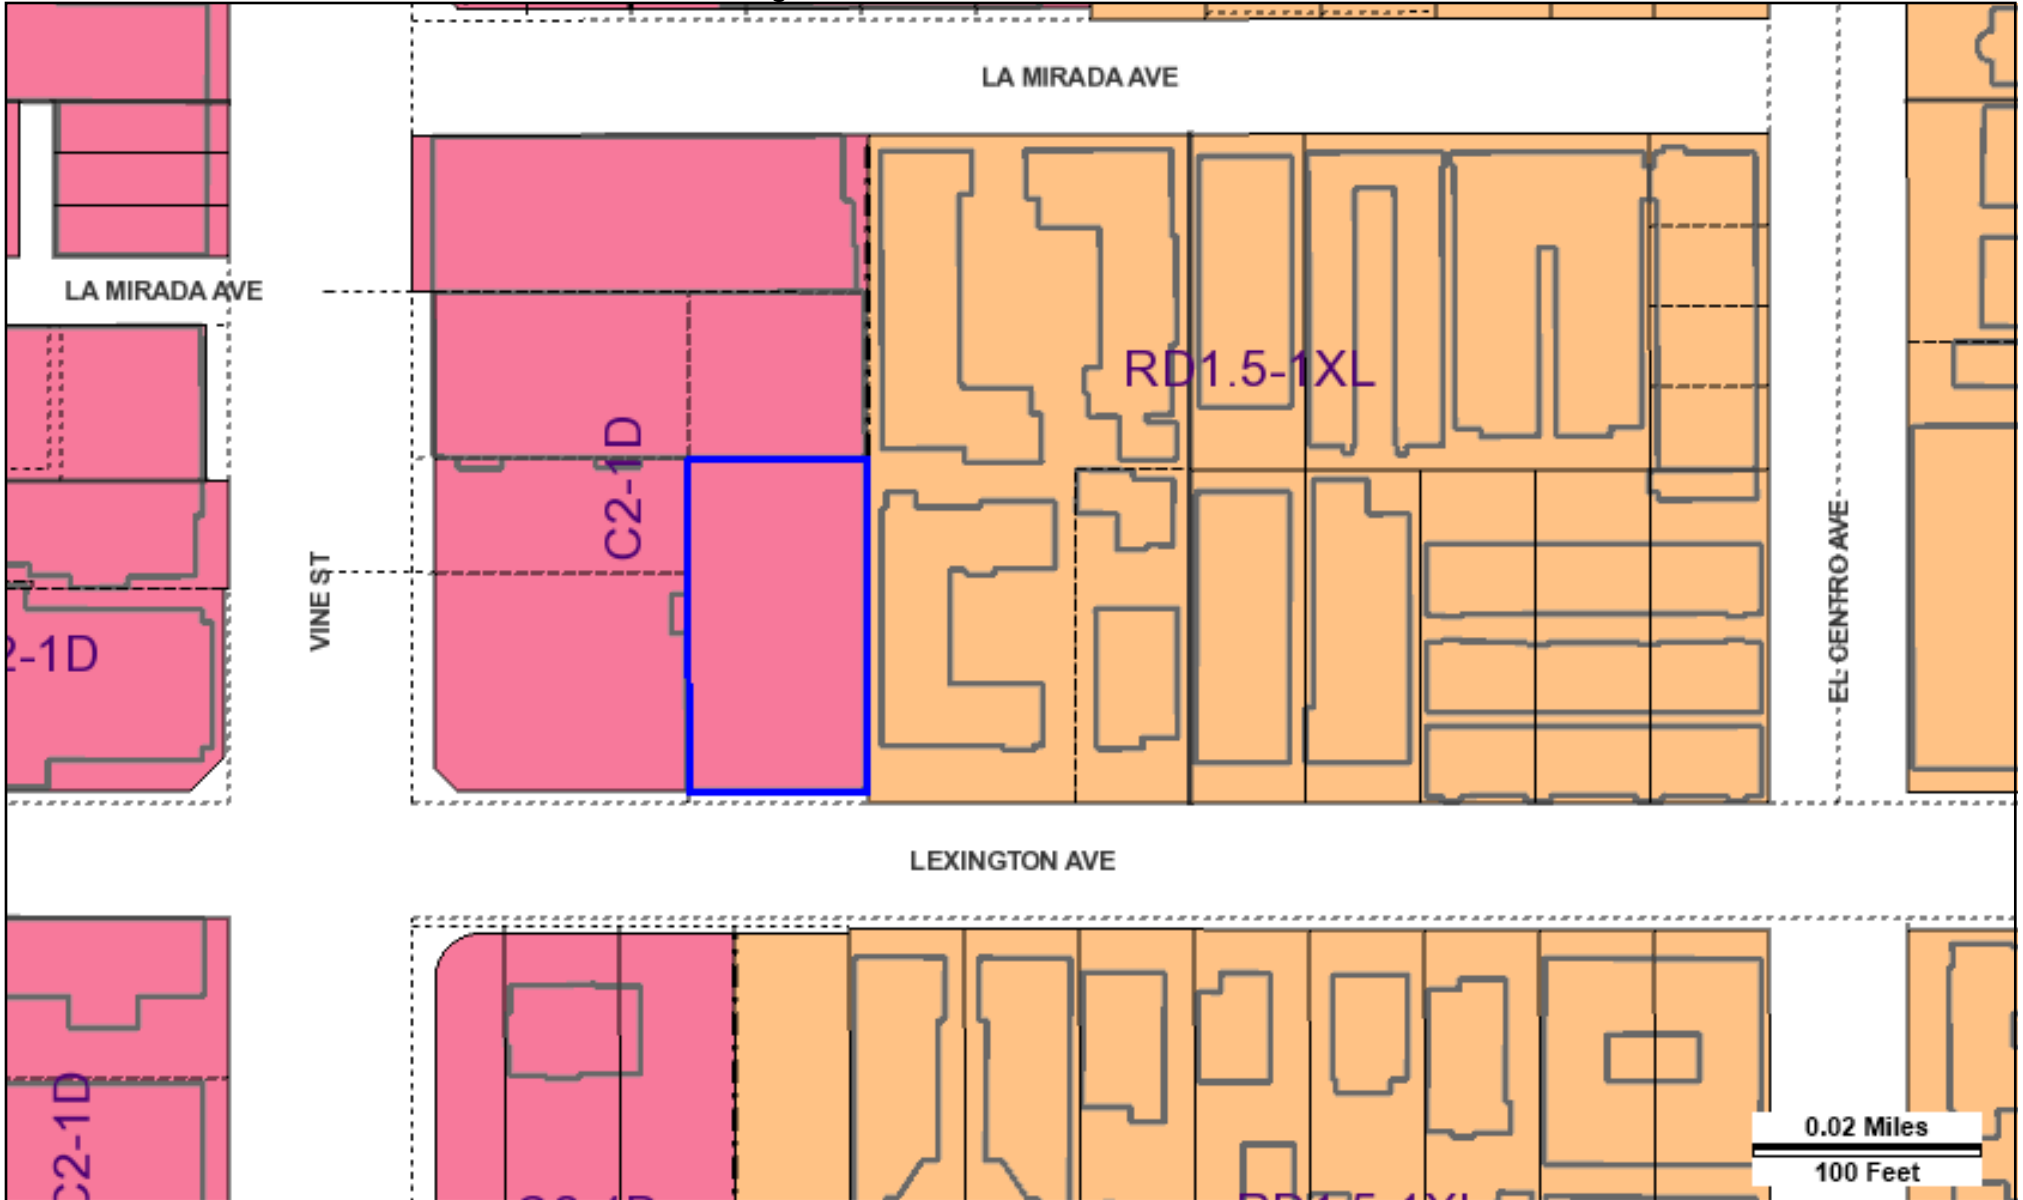 LA MIRADA AVE
LA MIRADA AVE
RD1.5-1XL
C2-1D
VINE ST
EL CENTRO AVE
2-1D
LEXINGTON AVE
C2-1D
0.02 Miles
100 Feet